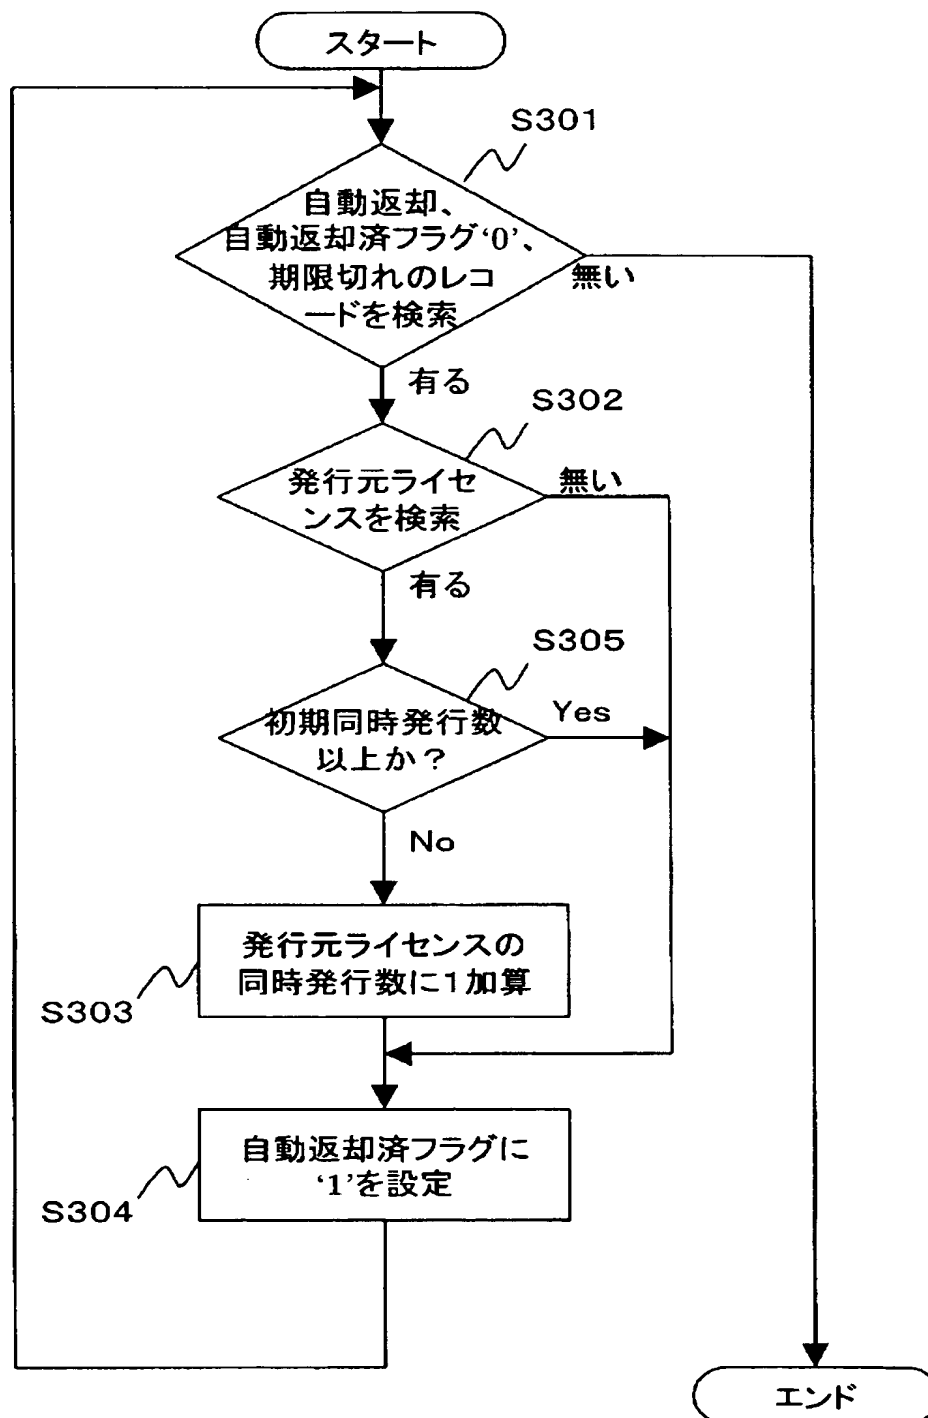 スタート
S301
自動返却、
自動返却済フラグ‘0’、
期限切れのレコ
ードを検索
無い
有る
S302
発行元ライセ
ンスを検索
無い
有る
S305
初期同時発行数
以上か？
Yes
No
発行元ライセンスの
同時発行数に1加算
S303
自動返却済フラグに
‘1’を設定
S304
エンド